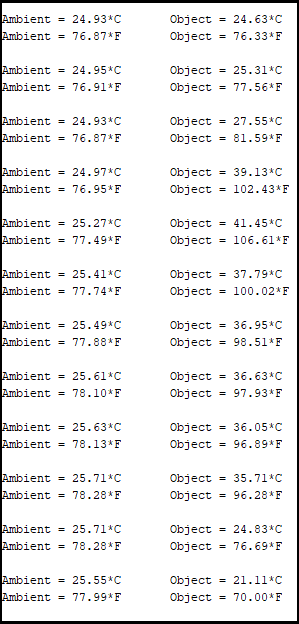 Ambient = 24.93*C Object = 24.63*C
Ambient = 76.87*F Object = 76.33*F
Ambient = 24.95*C Object = 25.31*C
Ambient = 76.91*F Object = 77.56*F
Ambient = 24.93*C Object = 27.55*C
Ambient = 76.87*F Object = 81.59*F
Ambient = 24.97*C Object = 39.13*C
Ambient = 76.95*F Object = 102.43*F
Ambient = 25.27*C Object = 41.45*C
Ambient = 77.49*F Object = 106.61*F
Ambient = 25.41*C Object = 37.79*C
Ambient = 77.74*F Object = 100.02*F
Ambient = 25.49*C Object = 36.95*C
Ambient = 77.88*F Object = 98.51*F
Ambient = 25.61*C Object = 36.63*C
Ambient = 78.10*F Object = 97.93*F
Ambient = 25.63*C Object = 36.05*C
Ambient = 78.13*F Object = 96.89*F
Ambient = 25.71*C Object = 35.71*C
Ambient = 78.28*F Object = 96.28*F
Ambient = 25.71*C Object = 24.83*C
Ambient = 78.28*F Object = 76.69*F
Ambient = 25.55*C Object = 21.11*C
Ambient = 77.99*F Object = 70.00*F